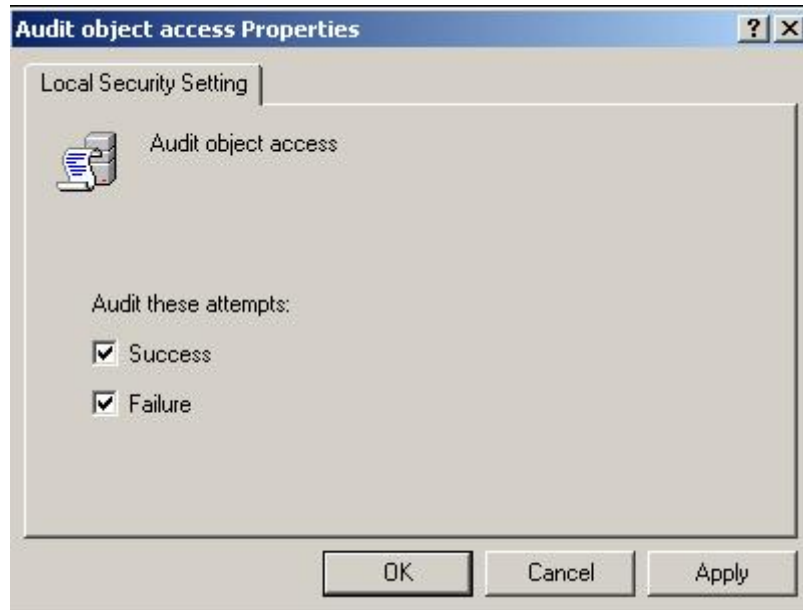 Audit object access Properties
?
Local Security Setting
Audit object access
Audit these attempts:
Success
Failure
OK Cancel Apply